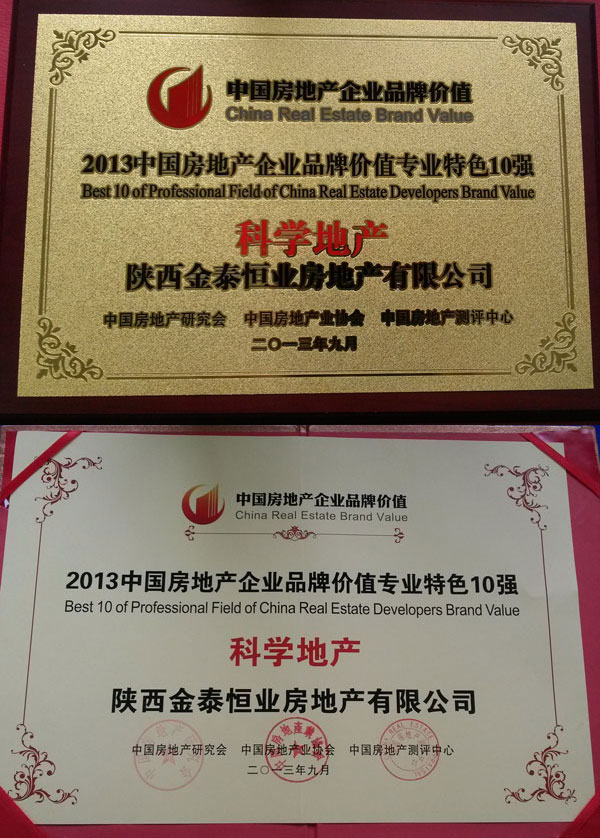 中国房地产企业品牌价值
China Real Estate Brand Value
2013中国房地产企业品牌价值专业特色10强
Best 10 of Professional Field of China Real Estate Developers Brand Value
科学地产
陕西金泰恒业房地产有限公司
中国房地产研究会 中国房地产业协会 中国房地产测评中心
二〇一三年九月
中国房地产企业品牌价值
China Real Estate Brand Value
2013中国房地产企业品牌价值专业特色10强
Best 10 of Professional Field of China Real Estate Developers Brand Value
科学地产
陕西金泰恒业房地产有限公司
中国房地产研究会 中国房地产业协会 中国房地产测评中心
二〇一三年九月